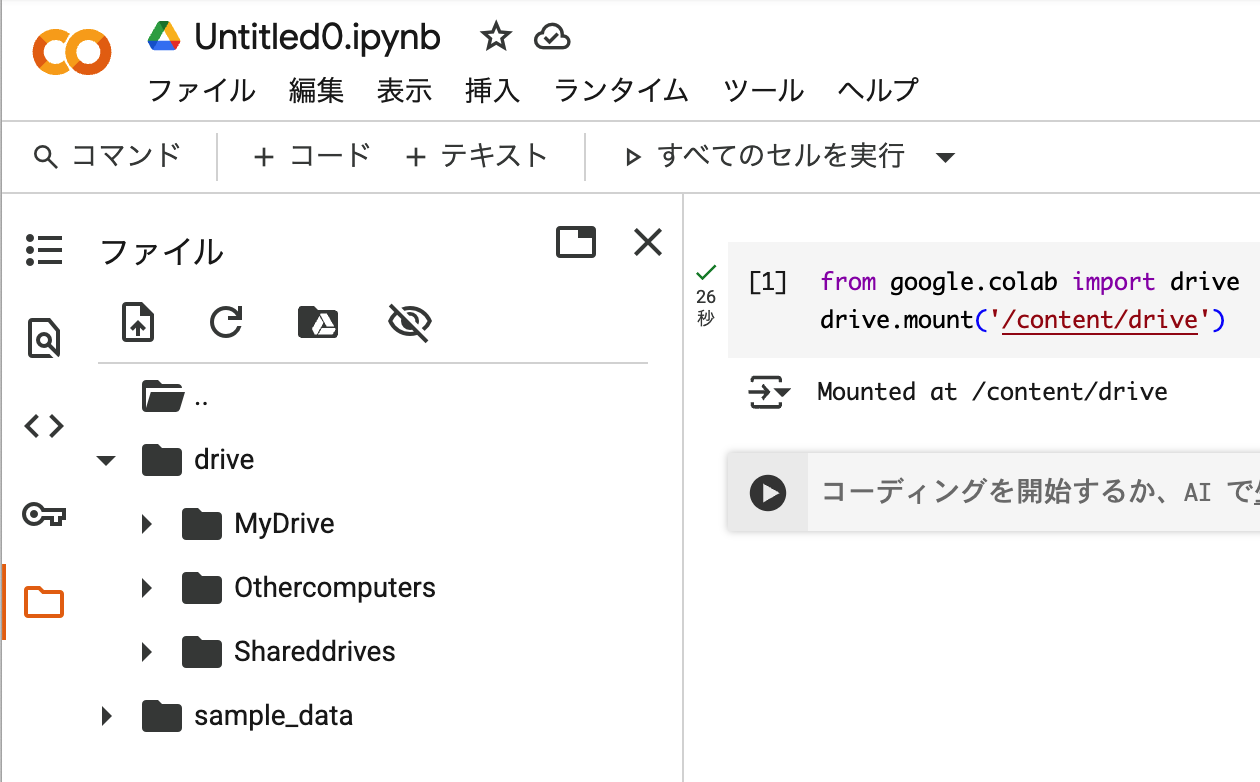 Untitled0.ipynb
ファイル 編集 表示 挿入 ランタイム ツール ヘルプ
コマンド + コード + テキスト すべてのセルを実行
ファイル
..
drive
MyDrive
Othercomputers
Shareddrives
sample_data
26
秒
[1] from google.colab import drive
drive.mount('/content/drive')
Mounted at /content/drive
コーディングを開始するか、AI で